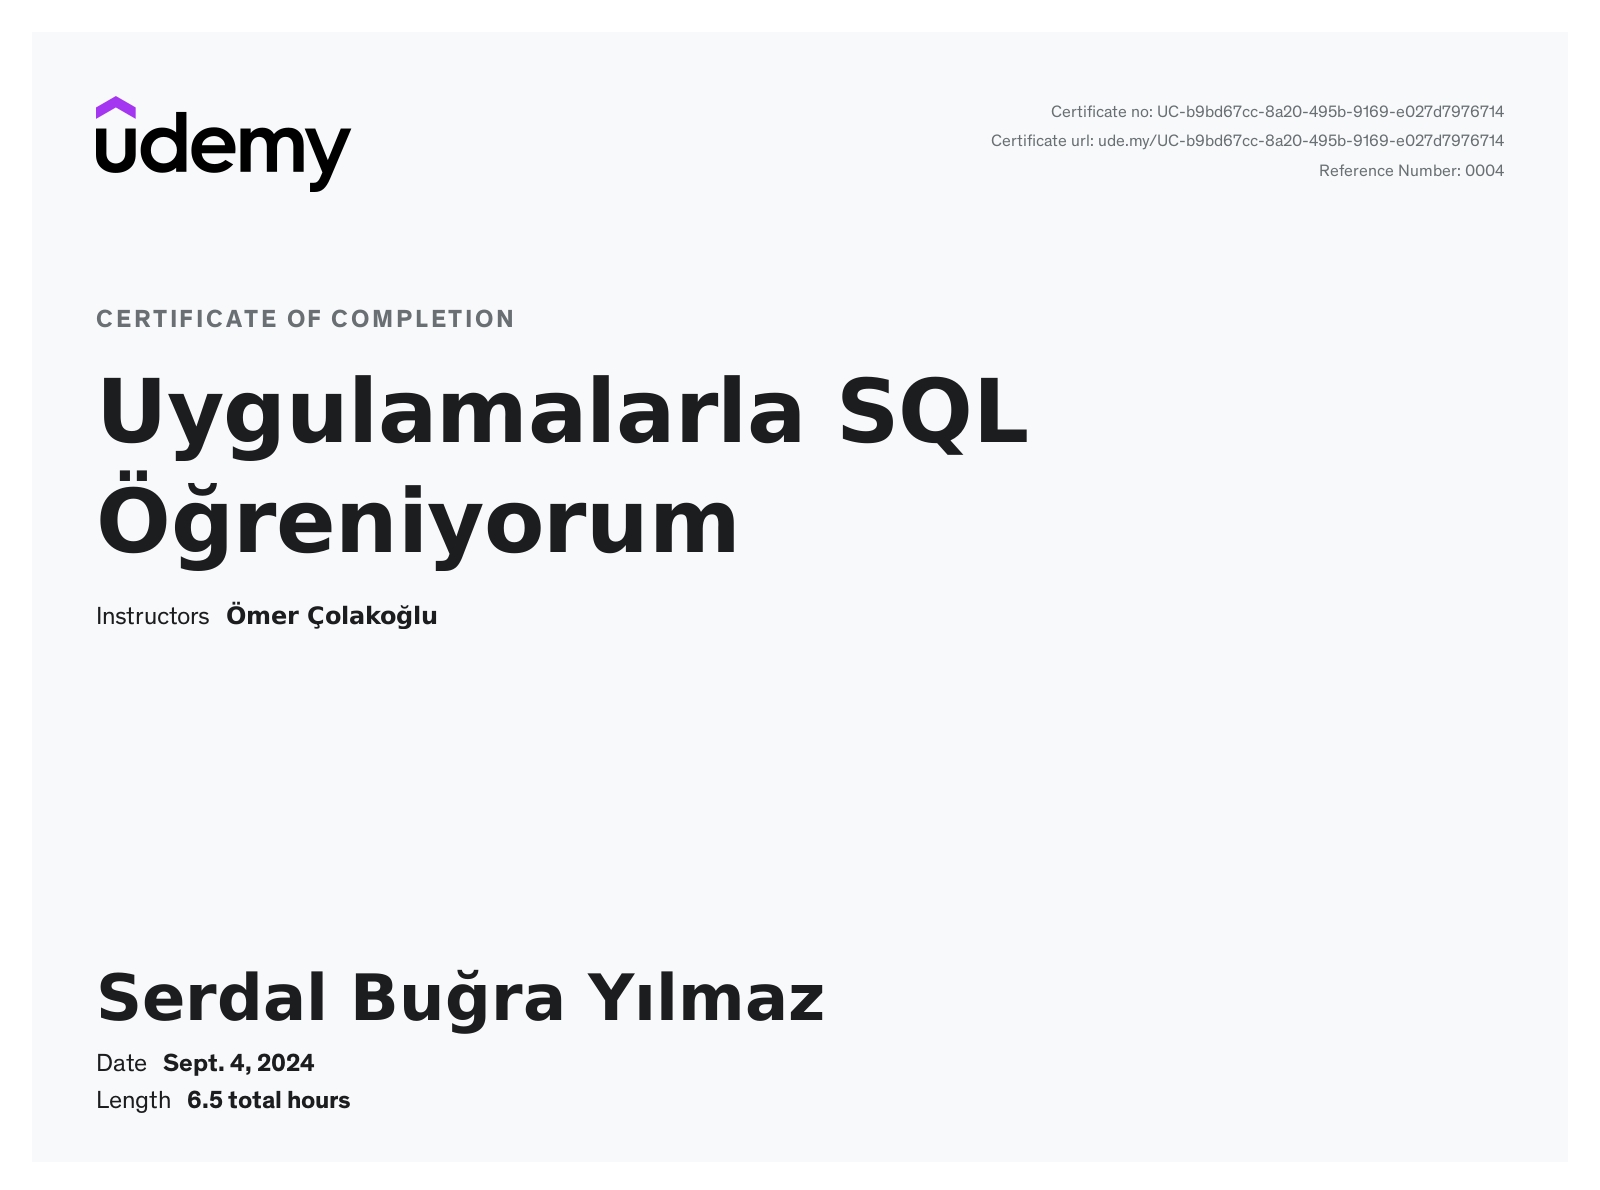 udemy
Certificate no: UC-b9bd67cc-8a20-495b-9169-e027d7976714
Certificate url: ude.my/UC-b9bd67cc-8a20-495b-9169-e027d7976714
Reference Number: 0004
CERTIFICATE OF COMPLETION
Uygulamalarla SQL
Öğreniyorum
Instructors Ömer Çolakoğlu
Serdal Buğra Yılmaz
Date Sept. 4, 2024
Length 6.5 total hours